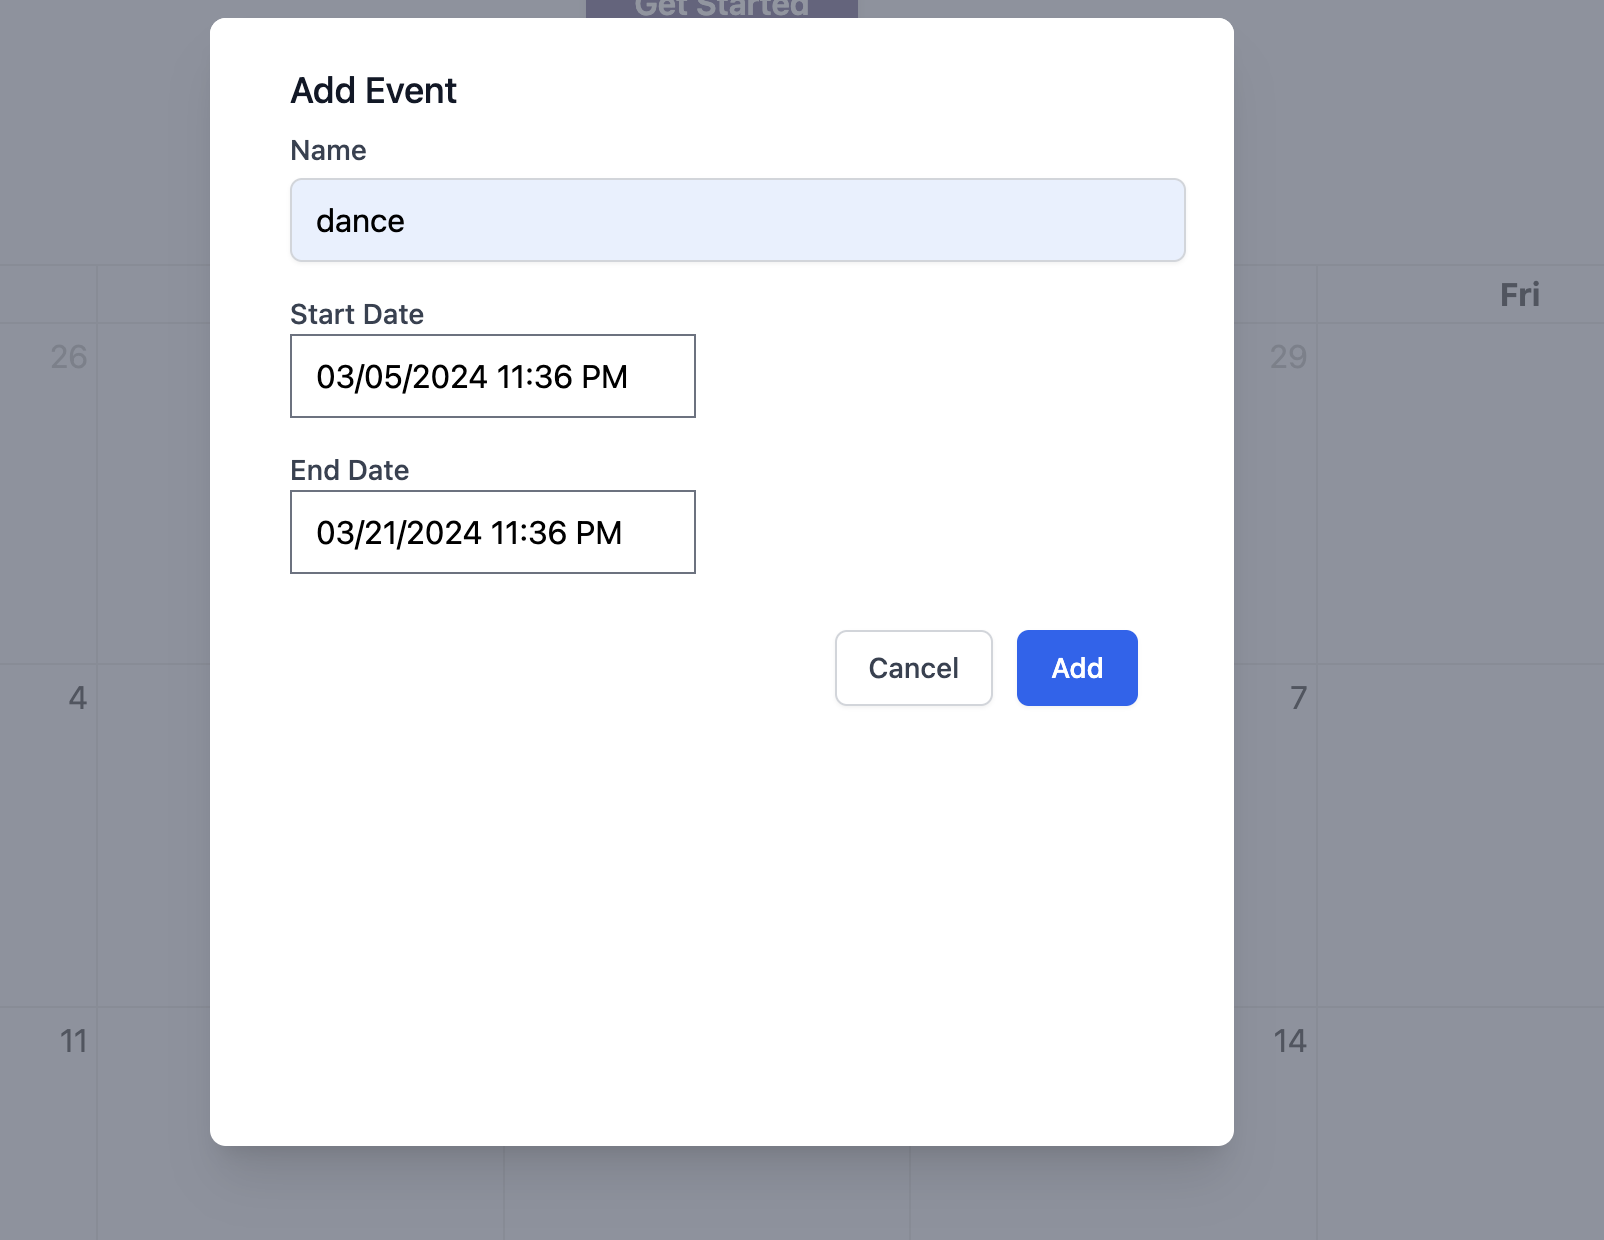 Get Started
Add Event
Name
dance
Start Date
03/05/2024 11:36 PM
End Date
03/21/2024 11:36 PM
Cancel
Add
Fri
26
29
4
7
11
14